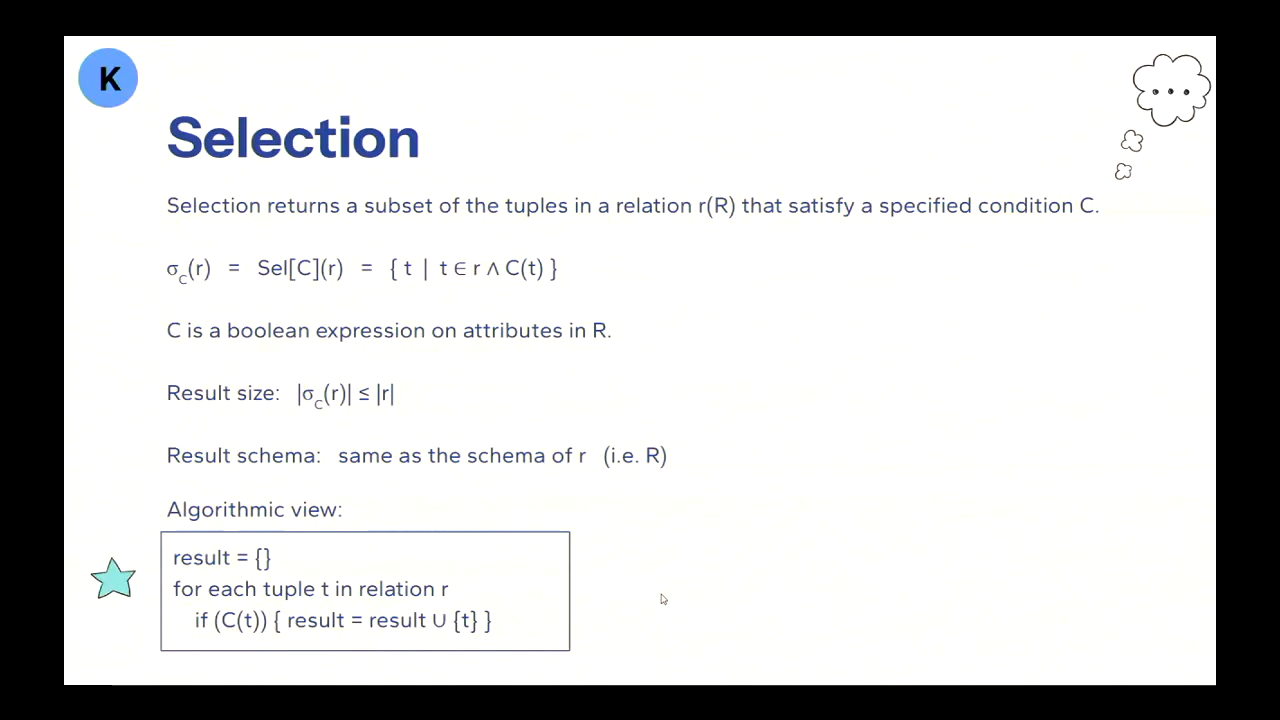 K
Selection
Selection returns a subset of the tuples in a relation r(R) that satisfy a specified condition C.
σC(r) = Sel[C](r) = { t | t ∈ r ∧ C(t) }
C is a boolean expression on attributes in R.
Result size: |σC(r)| ≤ |r|
Result schema: same as the schema of r (i.e. R)
Algorithmic view:
result = {}
for each tuple t in relation r
if (C(t)) { result = result ∪ {t} }